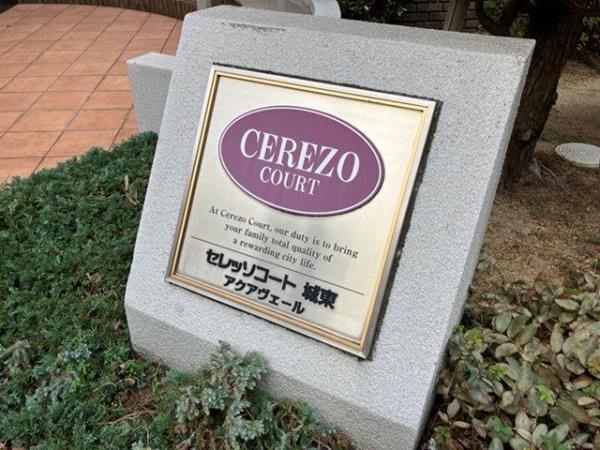 CEREZO
COURT
At Cerezo Court, our duty is to bring
your family total quality of
a rewarding city life.
セレッソコート 城東
アクアヴェール